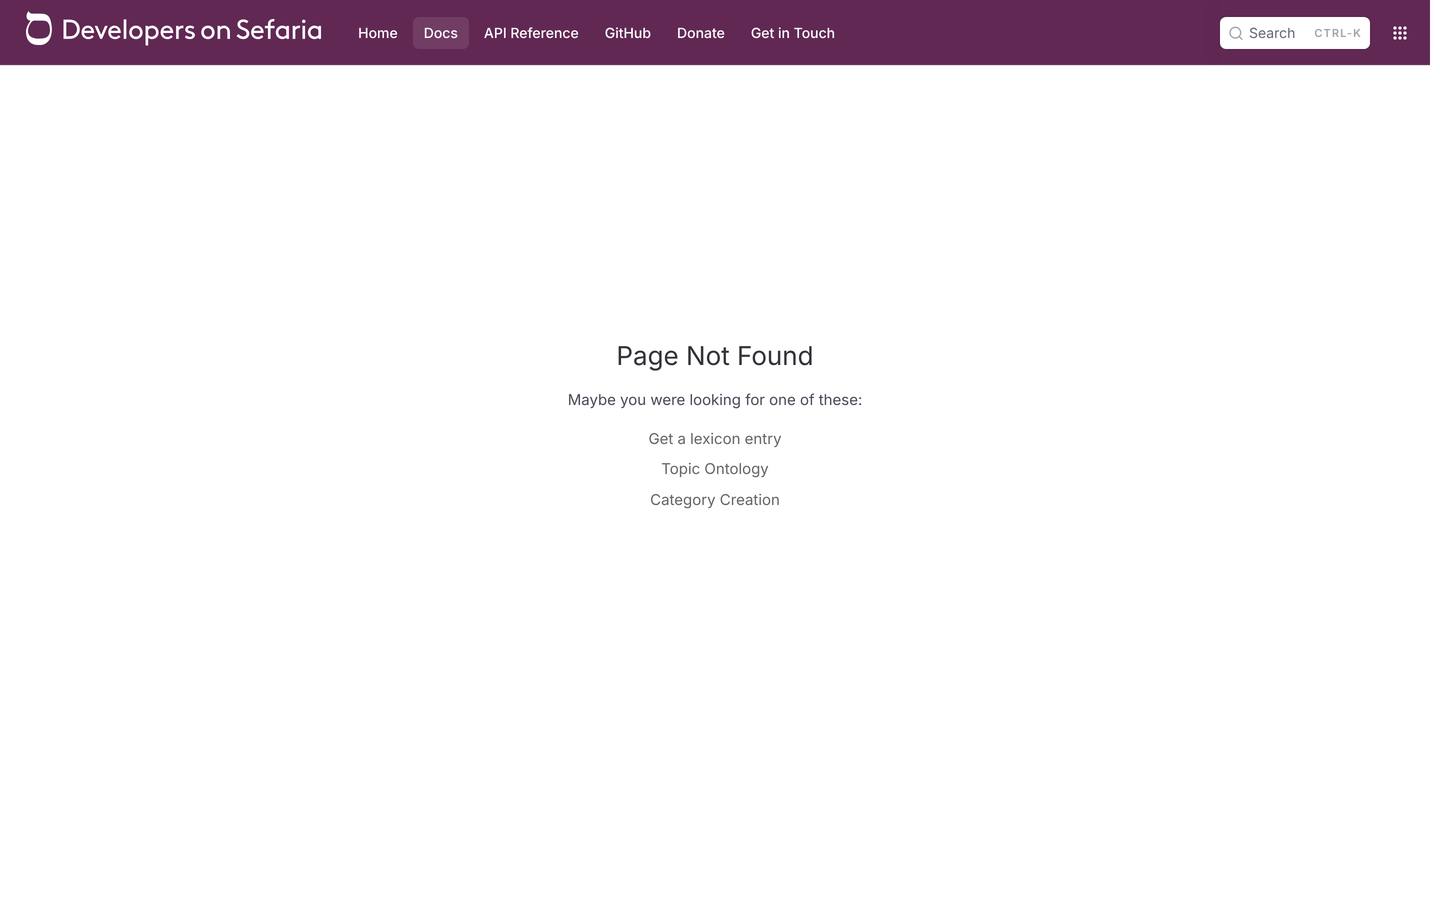 Developers on Sefaria
Home
Docs
API Reference
GitHub
Donate
Get in Touch
Search
CTRL-K
Page Not Found
Maybe you were looking for one of these:
Get a lexicon entry
Topic Ontology
Category Creation